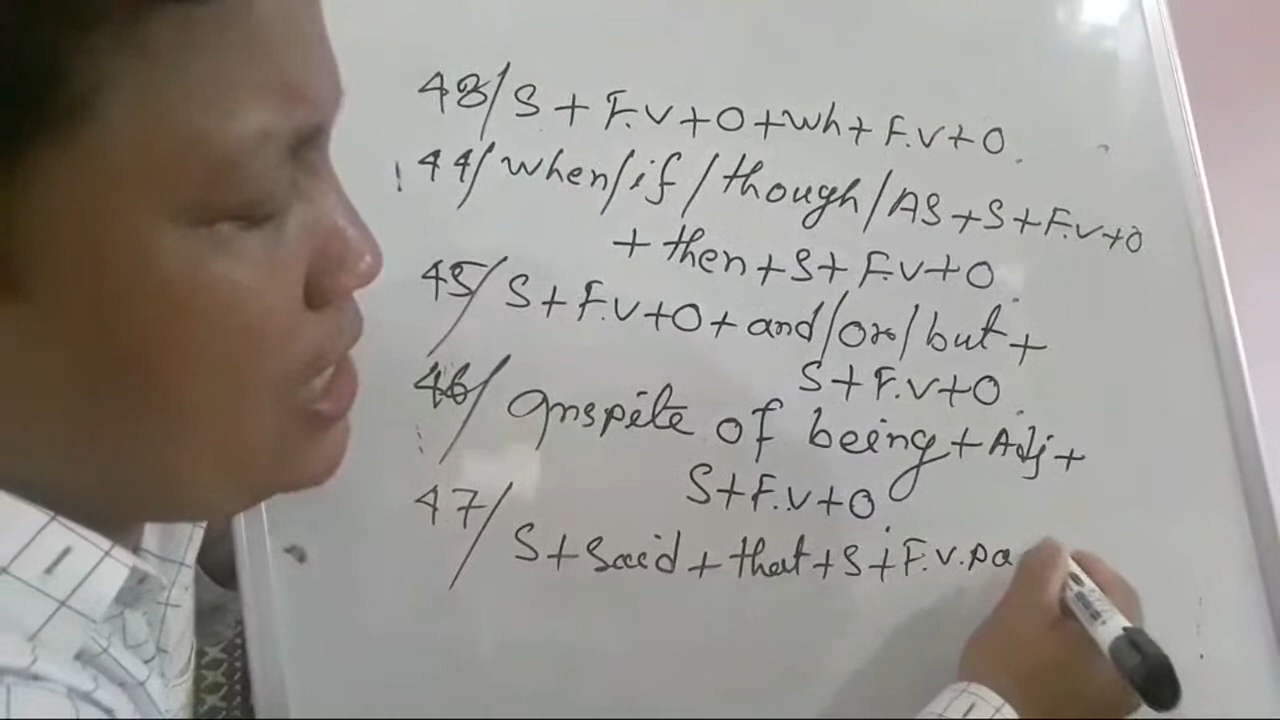 43/ S + F.V + O + Wh + F.V + O.
44/ when/if/though/AS + S + F.V + O
+ then + S + F.V + O.
45/ S + F.V + O + and/or/but +
S + F.V + O.
46/ Inspite of being + Adj +
S + F.V + O.
47/ S + Said + that + S + F.V. pa